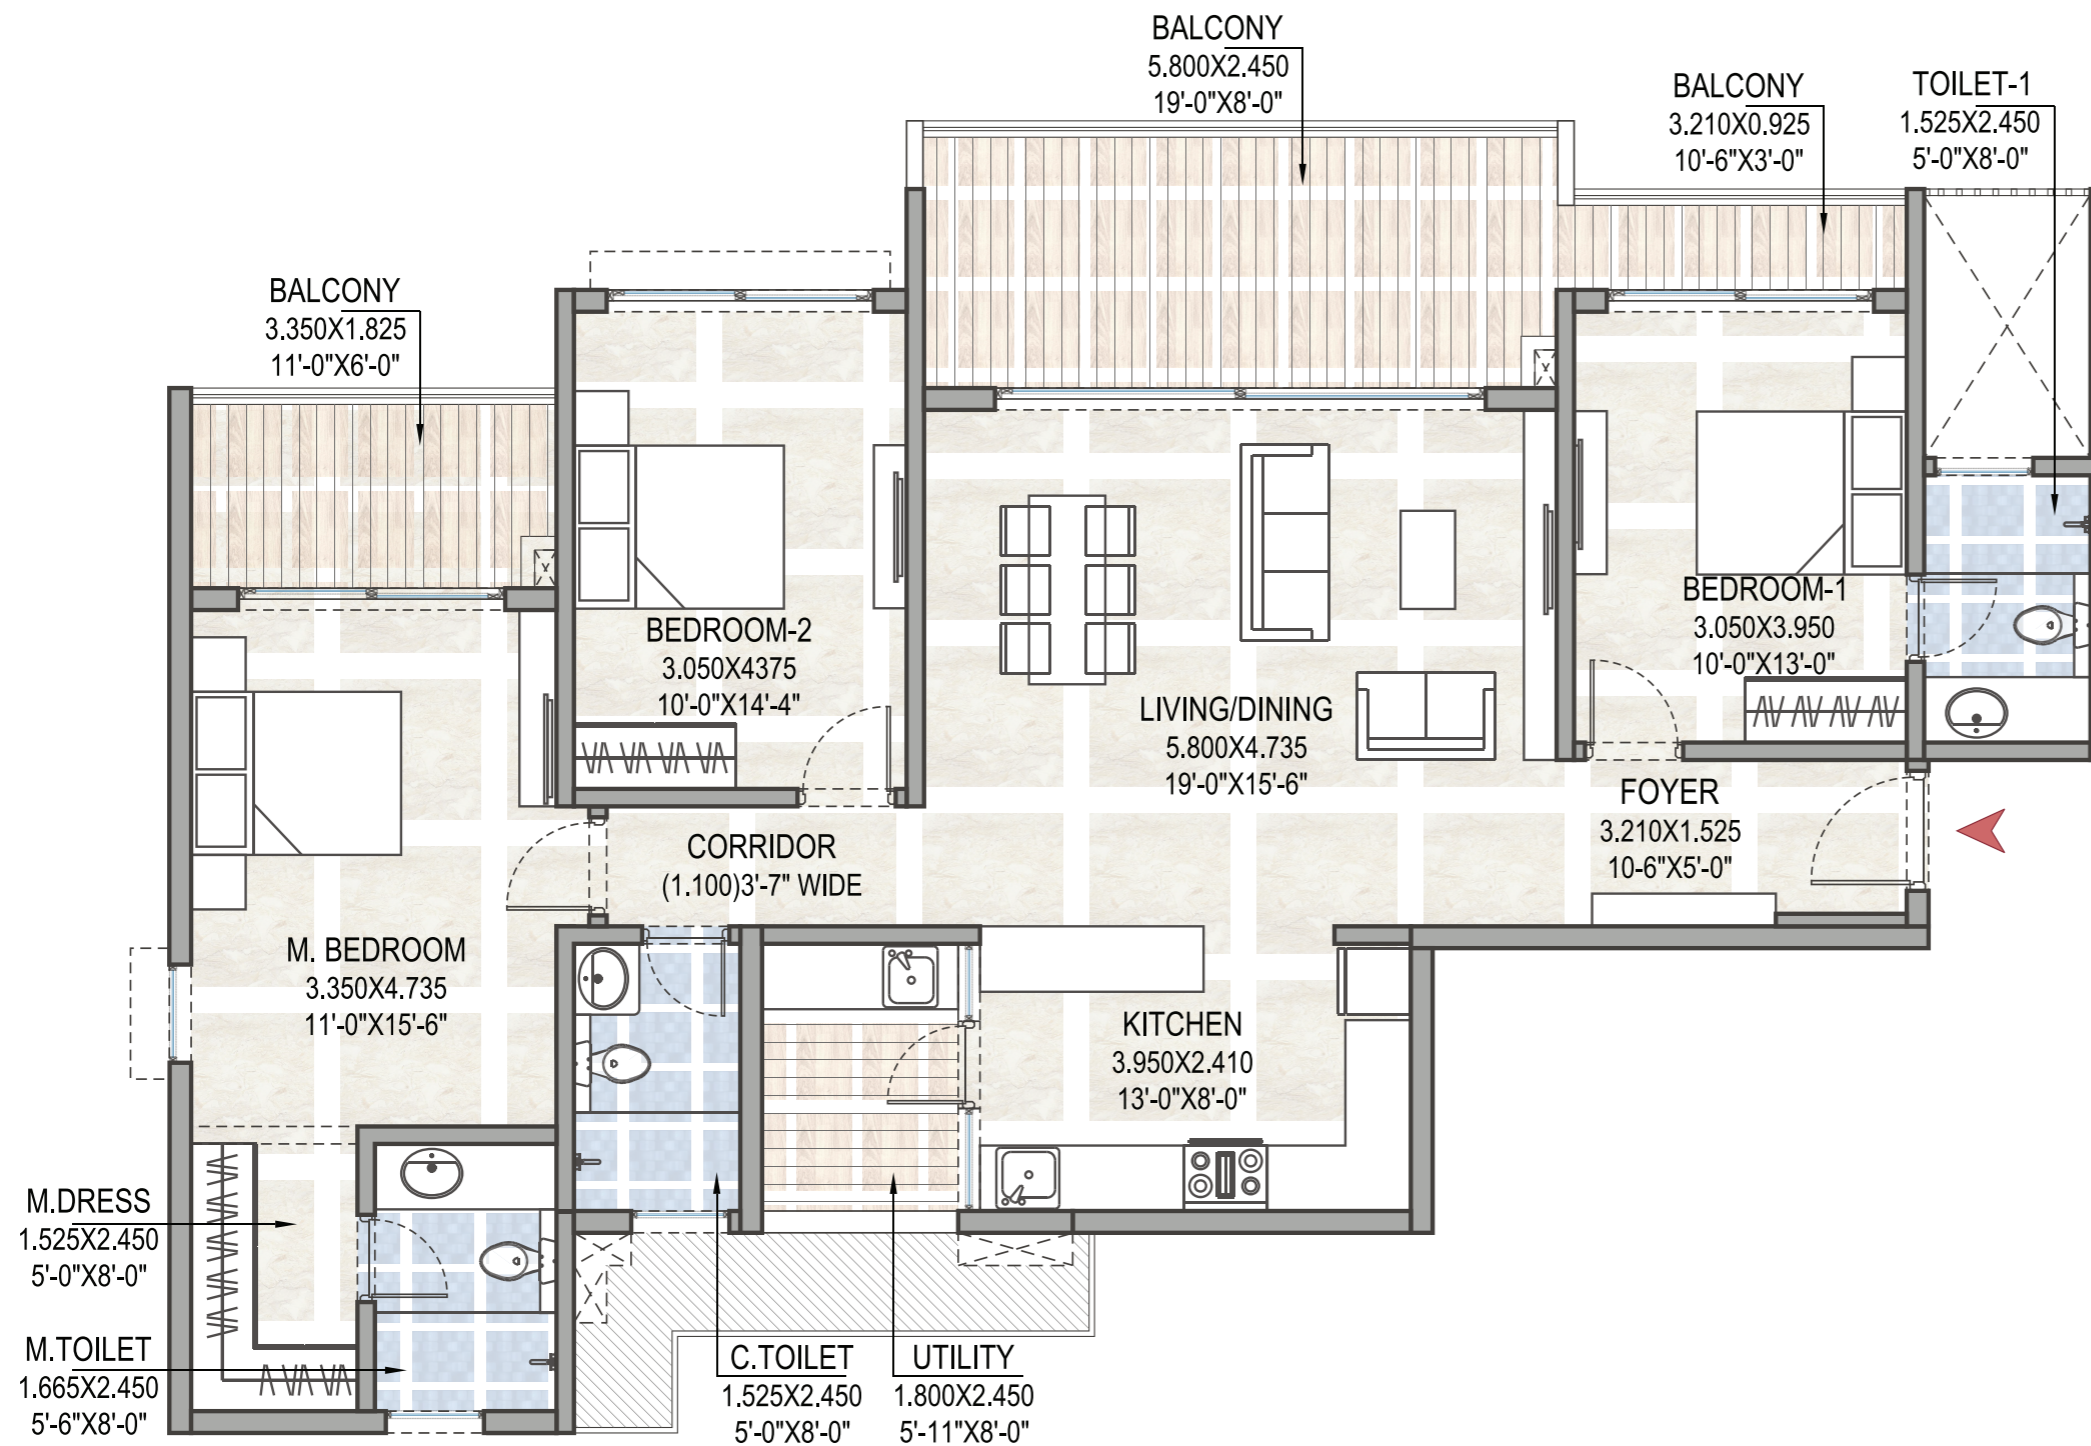 BALCONY
5.800X2.450
19'-0"X8'-0"
BALCONY
3.210X0.925
10'-6"X3'-0"
TOILET-1
1.525X2.450
5'-0"X8'-0"
BALCONY
3.350X1.825
11'-0"X6'-0"
BEDROOM-2
3.050X4375
10'-0"X14'-4"
BEDROOM-1
3.050X3.950
10'-0"X13'-0"
LIVING/DINING
5.800X4.735
19'-0"X15'-6"
FOYER
3.210X1.525
10-6"X5'-0"
CORRIDOR
(1.100)3'-7" WIDE
M. BEDROOM
3.350X4.735
11'-0"X15'-6"
KITCHEN
3.950X2.410
13'-0"X8'-0"
M.DRESS
1.525X2.450
5'-0"X8'-0"
M.TOILET
1.665X2.450
5'-6"X8'-0"
C.TOILET
1.525X2.450
5'-0"X8'-0"
UTILITY
1.800X2.450
5'-11"X8'-0"